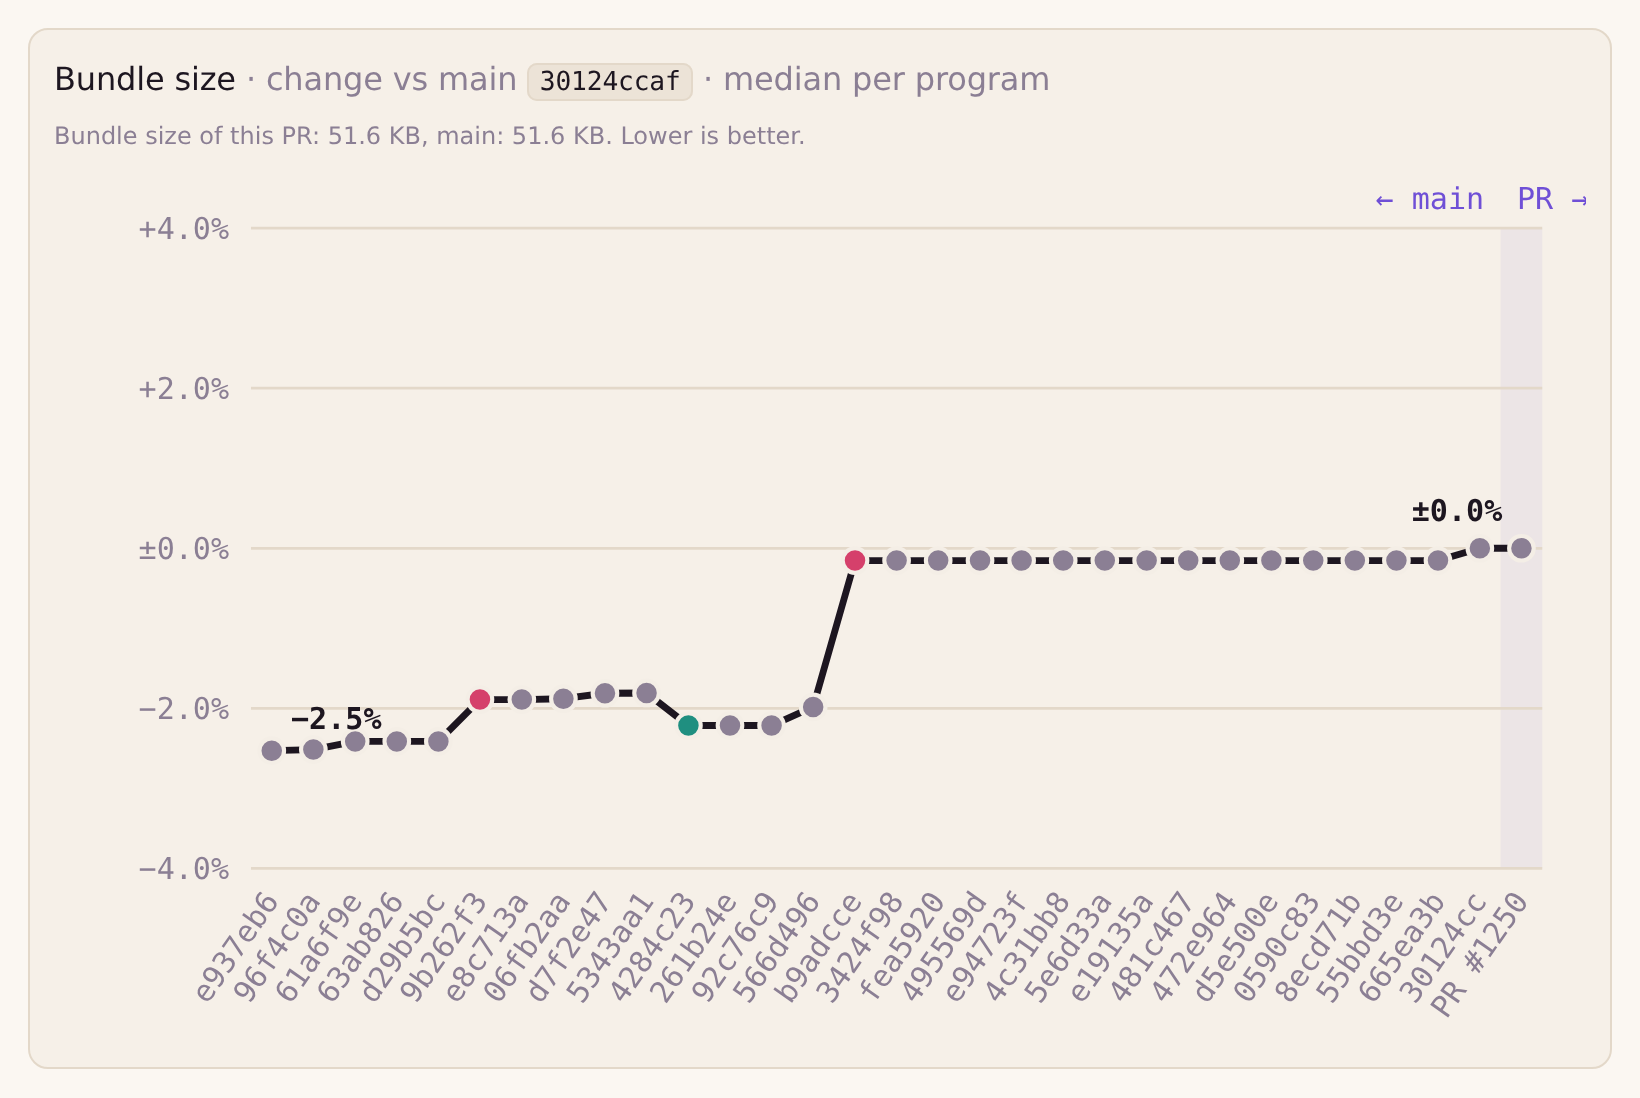 Bundle size · change vs main 30124ccaf · median per program
Bundle size of this PR: 51.6 KB, main: 51.6 KB. Lower is better.
← main PR →
+4.0%
+2.0%
±0.0%
−2.0%
−4.0%
−2.5%
±0.0%
e937eb6
96f4c0a
61a6f9e
63ab826
d29b5bc
9b262f3
e8c713a
06fb2aa
d7f2e47
5343aa1
4284c23
261b24e
92c76c9
566d496
b9adcce
3424f98
fea5920
495569d
e94723f
4c31bb8
5e6d33a
e19135a
481c467
472e964
d5e500e
0590c83
8ecd71b
55bbd3e
665ea3b
30124cc
PR #1250